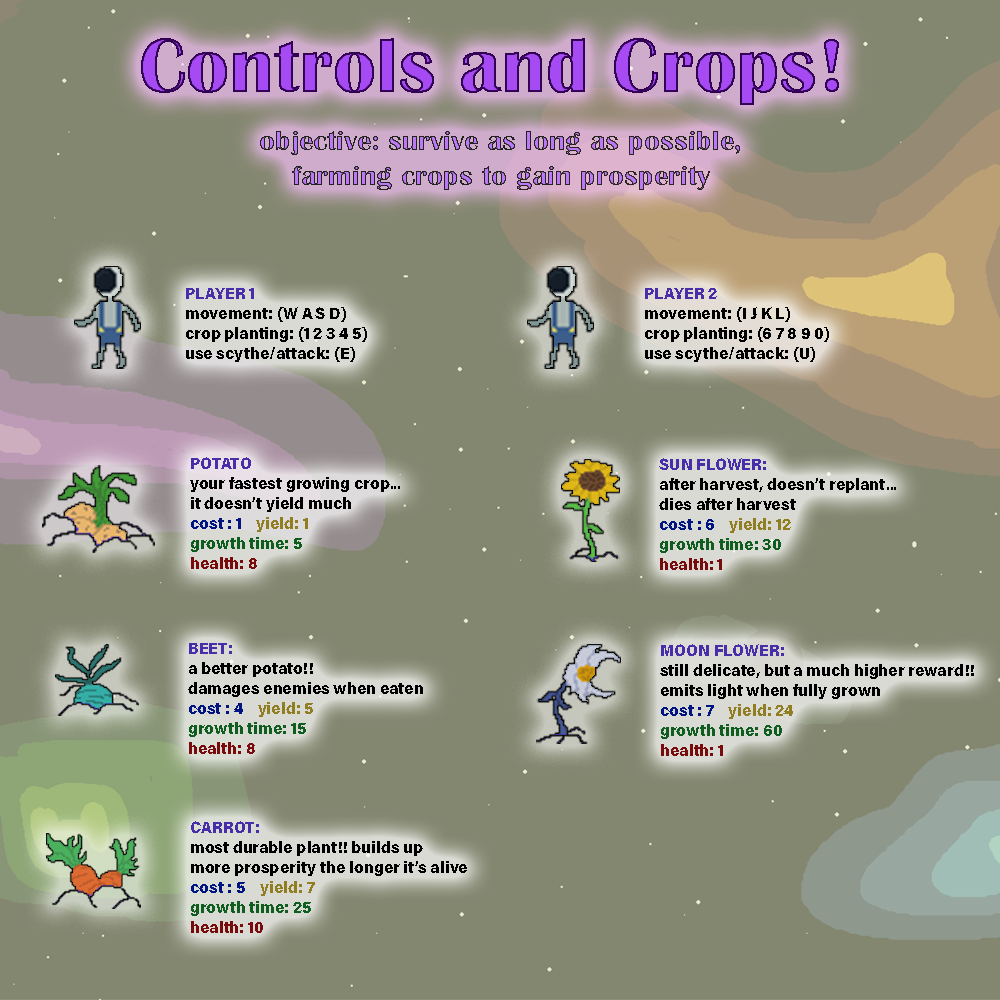 Controls and Crops!
objective: survive as long as possible,
farming crops to gain prosperity
PLAYER 1
movement: (W A S D)
crop planting: (1 2 3 4 5)
use scythe/attack: (E)
PLAYER 2
movement: (I J K L)
crop planting: (6 7 8 9 0)
use scythe/attack: (U)
POTATO
your fastest growing crop...
it doesn't yield much
cost : 1 yield: 1
growth time: 5
health: 8
SUN FLOWER:
after harvest, doesn't replant...
dies after harvest
cost : 6 yield: 12
growth time: 30
health: 1
BEET:
a better potato!!
damages enemies when eaten
cost : 4 yield: 5
growth time: 15
health: 8
MOON FLOWER:
still delicate, but a much higher reward!!
emits light when fully grown
cost : 7 yield: 24
growth time: 60
health: 1
CARROT:
most durable plant!! builds up
more prosperity the longer it's alive
cost : 5 yield: 7
growth time: 25
health: 10